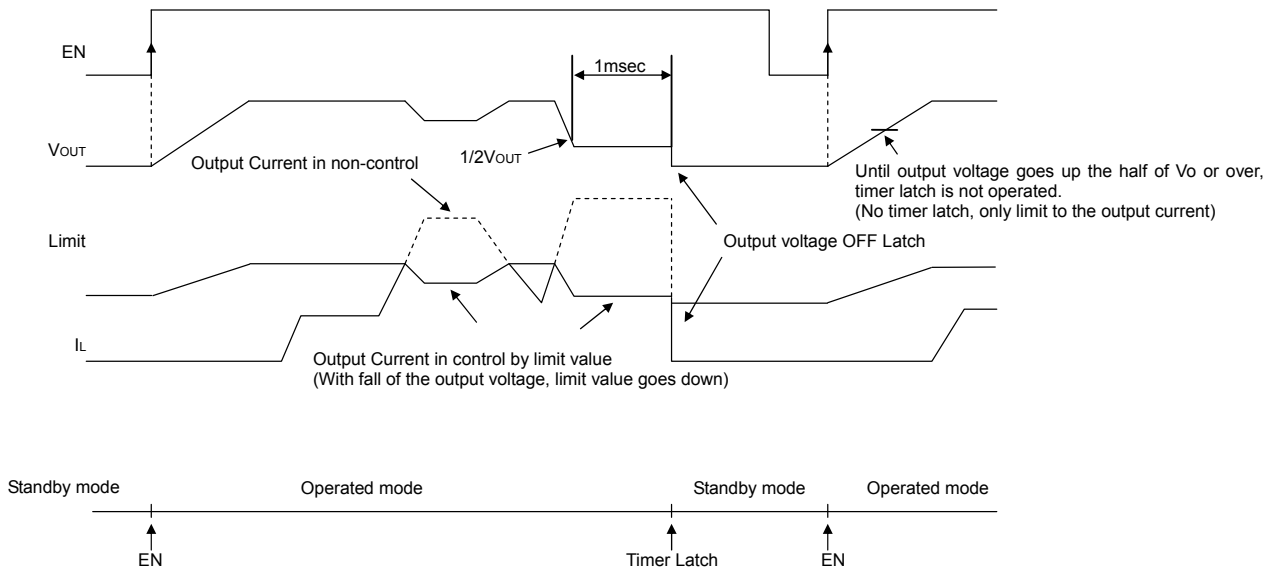 EN
1msec
VOUT
Output Current in non-control
1/2VOUT
Until output voltage goes up the half of Vo or over,
timer latch is not operated.
(No timer latch, only limit to the output current)
Limit
Output voltage OFF Latch
IL
Output Current in control by limit value
(With fall of the output voltage, limit value goes down)
Standby mode
Operated mode
Standby mode
Operated mode
EN
Timer Latch
EN